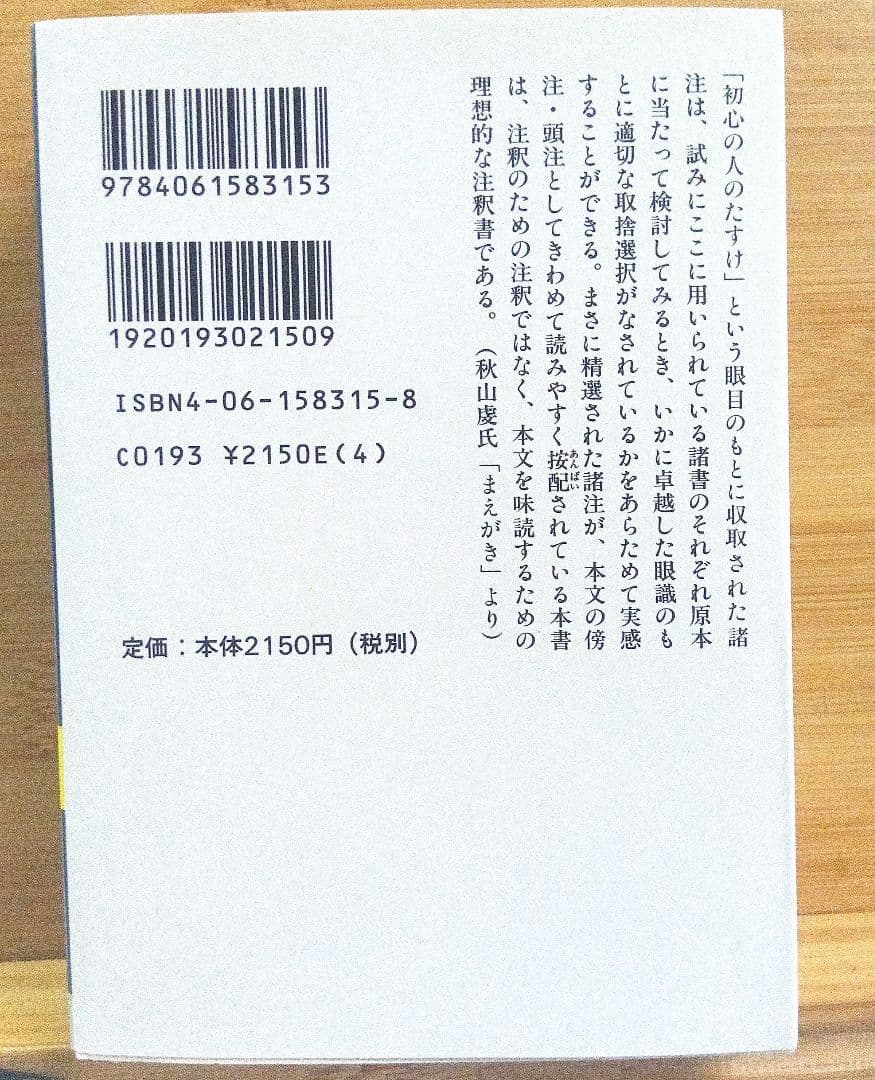 「初心の人のたすけ」という眼目のもとに収取された諸
注は、試みにここに用いられている諸書のそれぞれ原本
に当たって検討してみるとき、いかに卓越した眼識のも
とに適切な取捨選択がなされているかをあらためて実感
することができる。まさに精選された諸注が、本文の傍
注・頭注としてきわめて読みやすく按配されている本書
あんばい
は、注釈のための注釈ではなく、本文を味読するための
理想的な注釈書である。（秋山虔氏「まえがき」より）
9784061583153
1920193021509
ISBN4-06-158315-8
C0193 ¥2150E(4)
定価：本体2150円（税別）